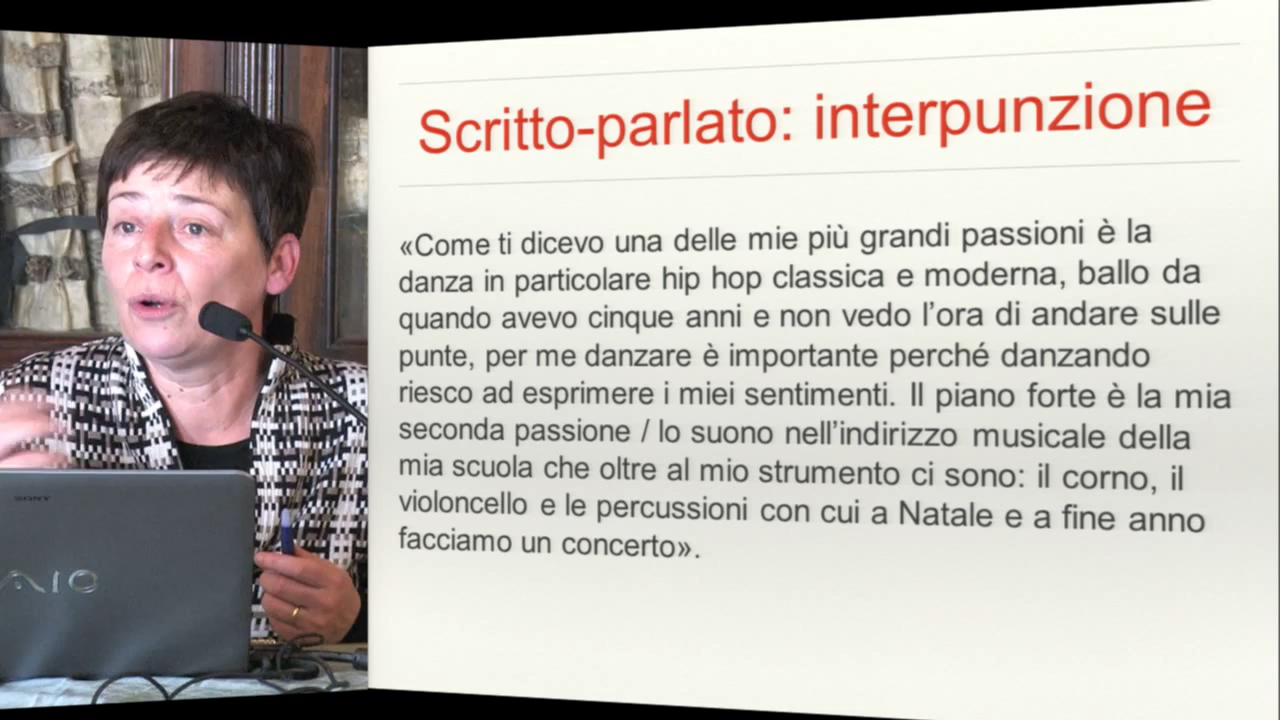 Scritto-parlato: interpunzione
«Come ti dicevo una delle mie più grandi passioni è la
danza in particolare hip hop classica e moderna, ballo da
quando avevo cinque anni e non vedo l’ora di andare sulle
punte, per me danzare è importante perché danzando
riesco ad esprimere i miei sentimenti. Il piano forte è la mia
seconda passione / lo suono nell’indirizzo musicale della
mia scuola che oltre al mio strumento ci sono: il corno, il
violoncello e le percussioni con cui a Natale e a fine anno
facciamo un concerto».
SONY
VAIO